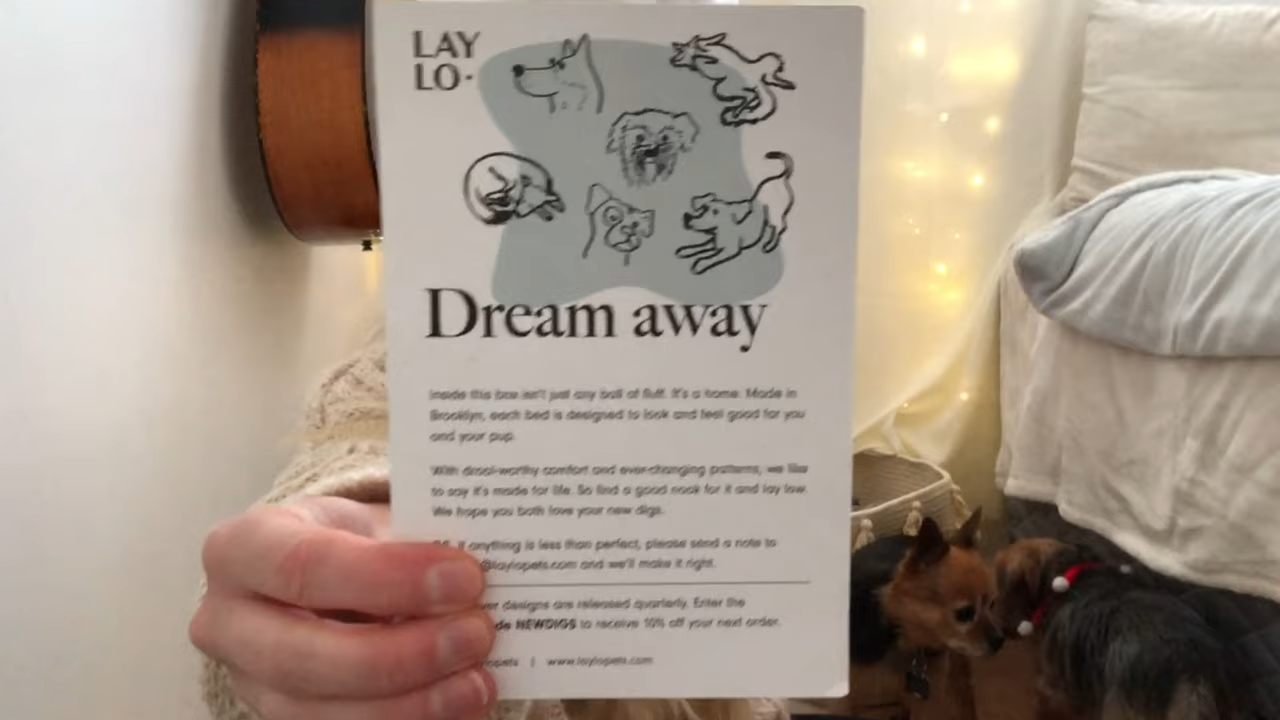 LAY
LO·
Dream away
Inside this box isn't just any ball of fluff. It's a home. Made in
Brooklyn, each bed is designed to look and feel good for you
and your pup.
With drool-worthy comfort and ever-changing patterns, we like
to say it's made for life. So find a good nook for it and lay low.
We hope you both love your new digs.
If anything is less than perfect, please send a note to
@laylopets.com and we'll make it right.
designs are released quarterly. Enter the
NEWDIGS to receive 10% off your next order.
| www.laylopets.com